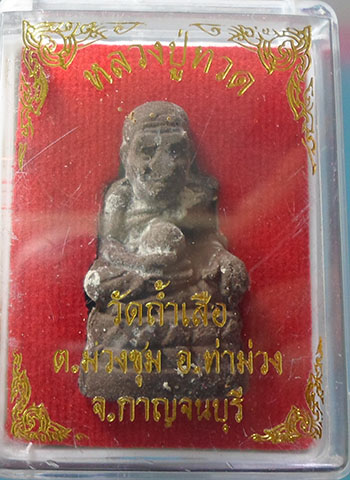 หลวงปู่ทวด
วัดถ้ำเสือ
ต.ม่วงชุม อ.ท่าม่วง
จ.กาญจนบุรี